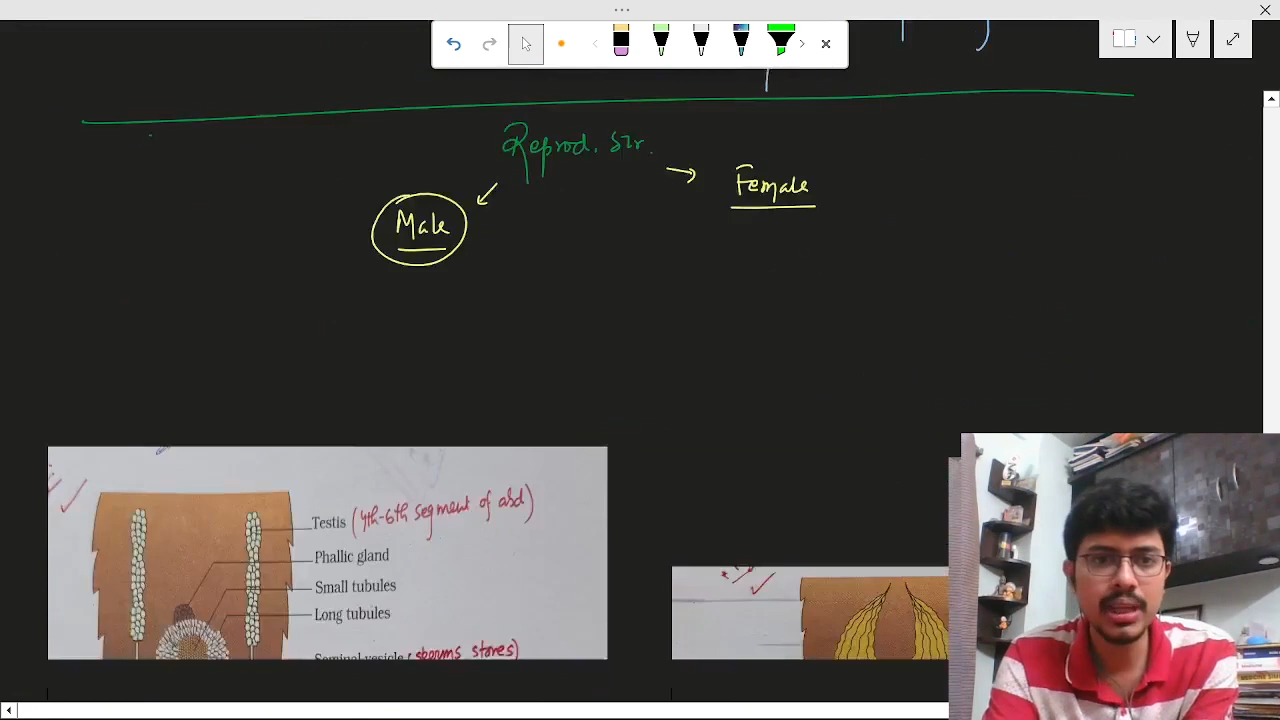 Reprod. Str.
Female
Male
Testis (4th-6th segment of abd)
Phallic gland
Small tubules
Long tubules
Seminal vesicle (sperms stores)